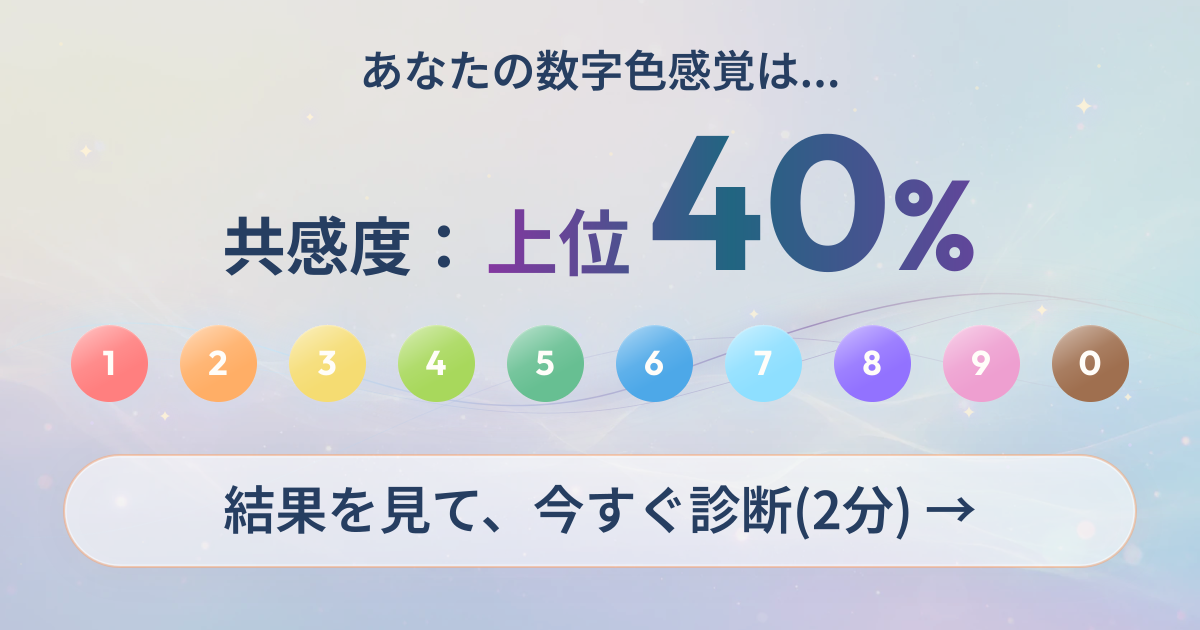 あなたの数字色感覚は...
共感度：上位 40%
1 2 3 4 5 6 7 8 9 0
結果を見て、今すぐ診断(2分) →